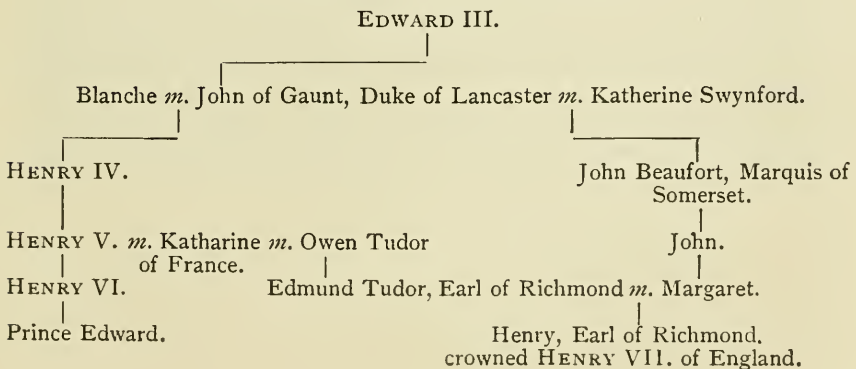 EDWARD III.
Blanche m. John of Gaunt, Duke of Lancaster m. Katherine Swynford.
HENRY IV.
John Beaufort, Marquis of
Somerset.
HENRY V. m. Katharine m. Owen Tudor
of France.
John.
HENRY VI.
Edmund Tudor, Earl of Richmond m. Margaret.
Prince Edward.
Henry, Earl of Richmond.
crowned HENRY VII. of England.